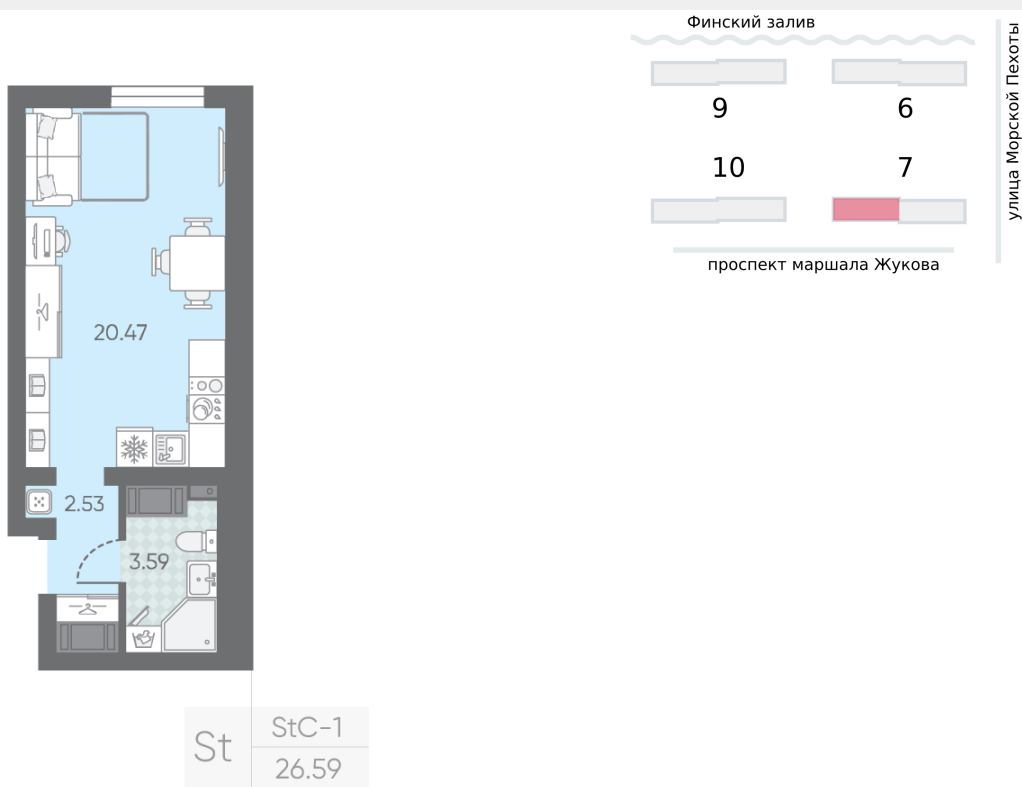 Финский залив
улица Морской Пехоты
9
6
10
7
проспект маршала Жукова
20.47
2.53
3.59
St
StC-1
26.59